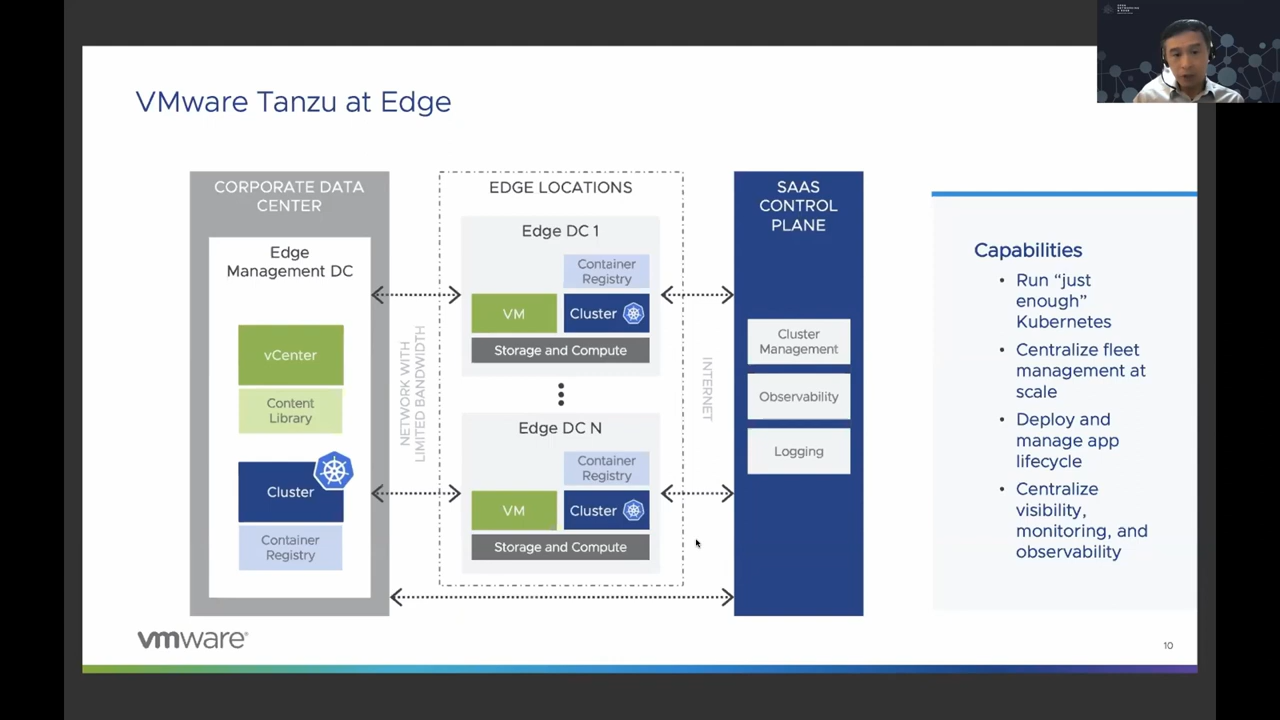 VMware Tanzu at Edge
CORPORATE DATA
CENTER
Edge
Management DC
vCenter
Content
Library
Cluster
Container
Registry
NETWORK WITH
LIMITED BANDWIDTH
EDGE LOCATIONS
Edge DC 1
Container
Registry
VM
Cluster
Storage and Compute
Edge DC N
Container
Registry
VM
Cluster
Storage and Compute
INTERNET
SAAS
CONTROL
PLANE
Cluster
Management
Observability
Logging
Capabilities
• Run “just
enough”
Kubernetes
• Centralize fleet
management at
scale
• Deploy and
manage app
lifecycle
• Centralize
visibility,
monitoring, and
observability
vmware®
10